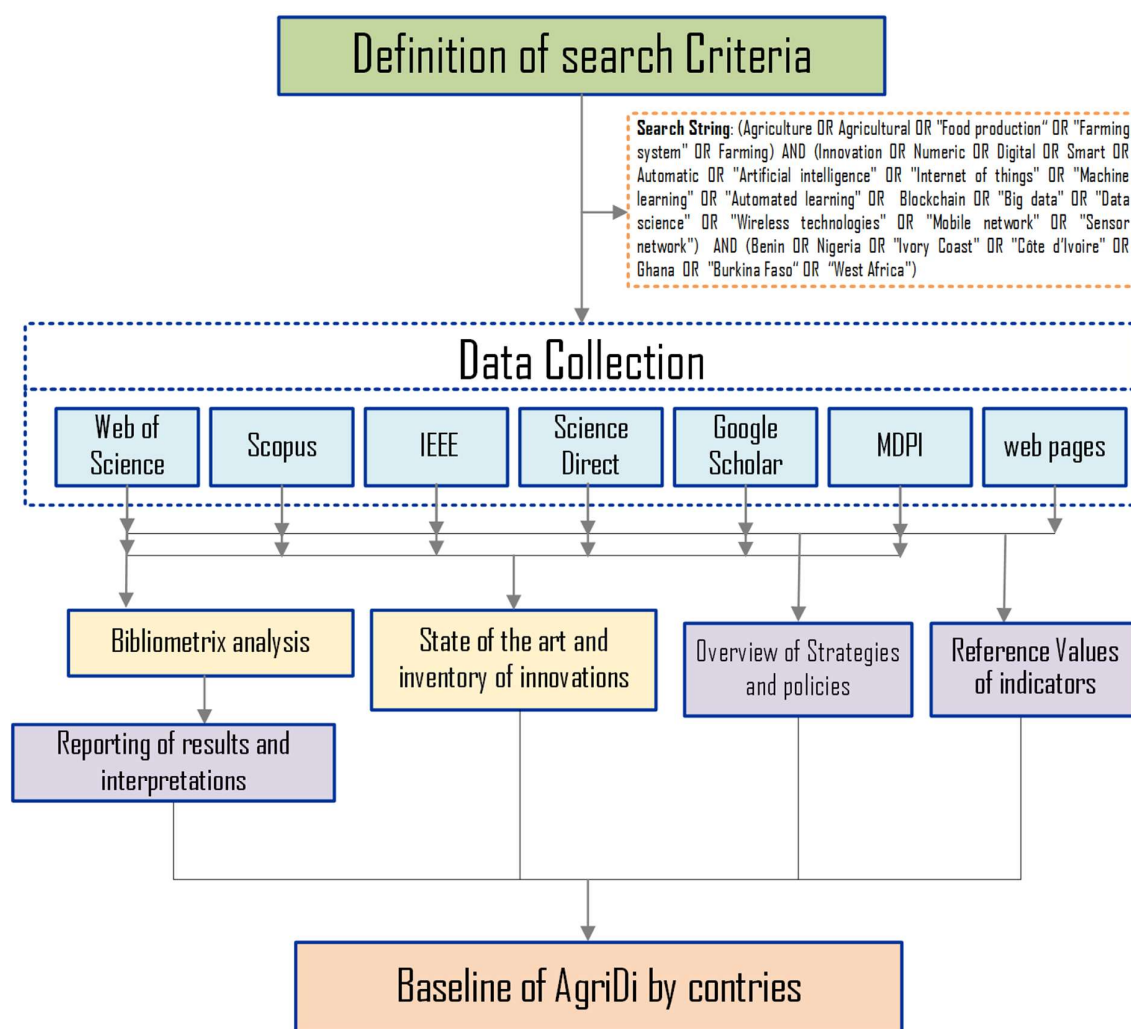 Definition of search Criteria
Search String: (Agriculture OR Agricultural OR "Food production“ OR "Farming
system" OR Farming) AND (Innovation OR Numeric OR Digital OR Smart OR
Automatic OR "Artificial intelligence" OR "Internet of things" OR "Machine
learning" OR "Automated learning" OR Blockchain OR "Big data" OR "Data
science" OR "Wireless technologies" OR "Mobile network" OR "Sensor
network") AND (Benin OR Nigeria OR "Ivory Coast" OR "Côte d'Ivoire" OR
Ghana OR "Burkina Faso“ OR “West Africa")
Data Collection
Web of
Science
Scopus
IEEE
Science
Direct
Google
Scholar
MDPI
web pages
Bibliometrix analysis
State of the art and
inventory of innovations
Overview of Strategies
and policies
Reference Values
of indicators
Reporting of results and
interpretations
Baseline of AgriDi by contries